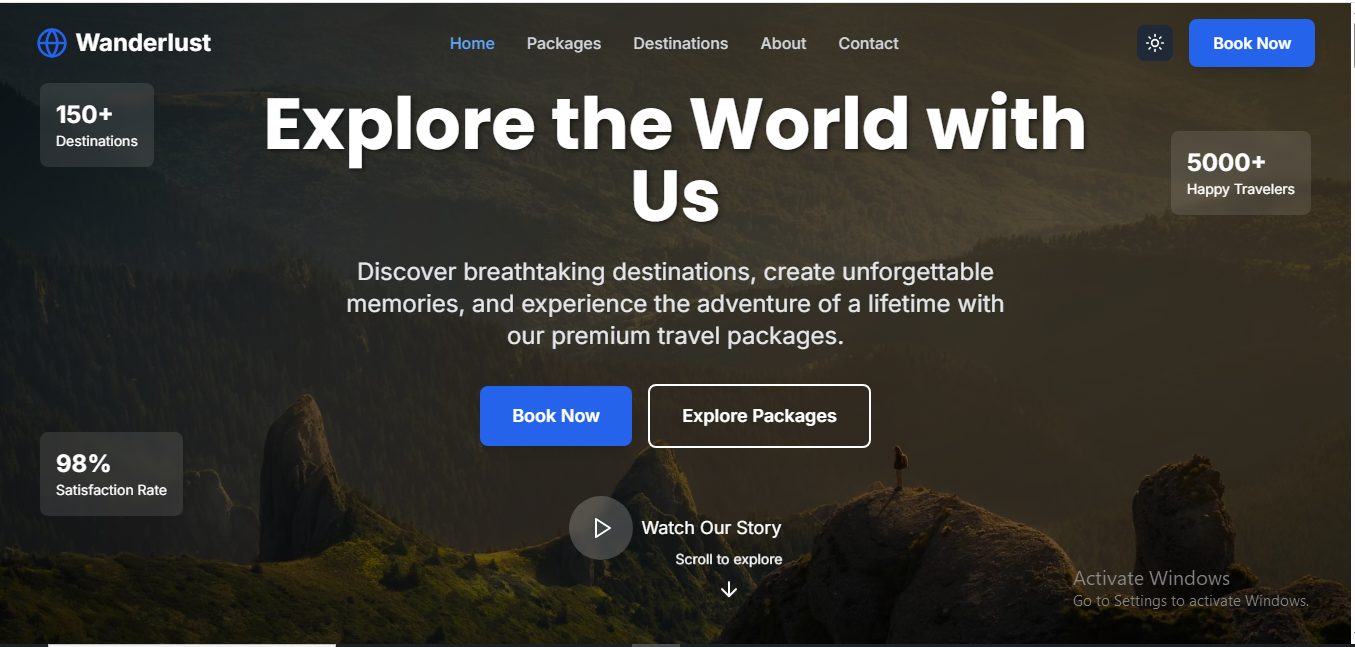 Wanderlust
Home
Packages
Destinations
About
Contact
Book Now
150+
Destinations
Explore the World with
Us
5000+
Happy Travelers
Discover breathtaking destinations, create unforgettable
memories, and experience the adventure of a lifetime with
our premium travel packages.
Book Now
Explore Packages
98%
Satisfaction Rate
Watch Our Story
Scroll to explore
Activate Windows
Go to Settings to activate Windows.